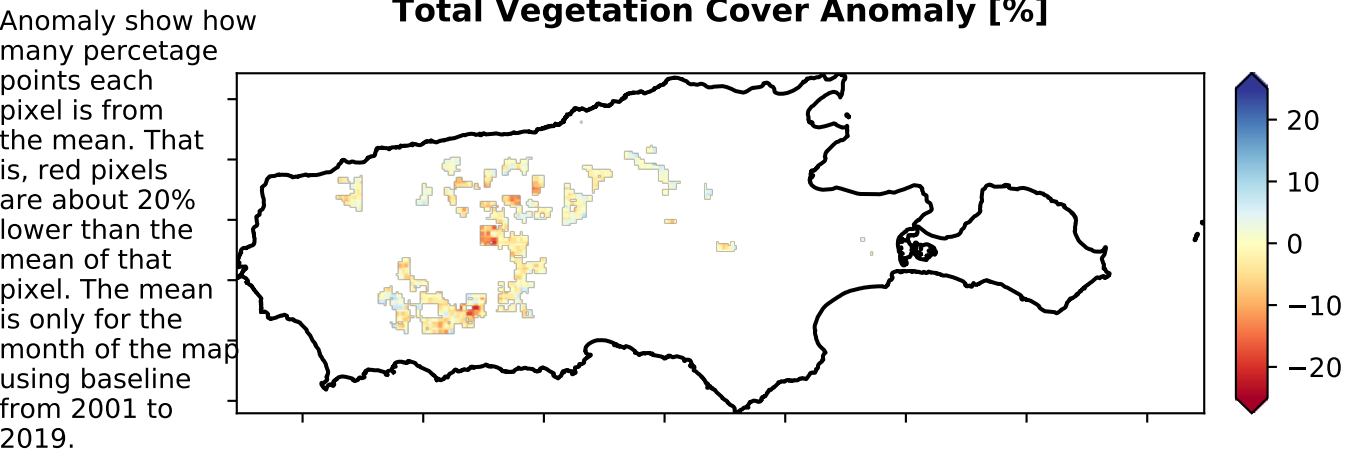 Total Vegetation Cover Anomaly [%]
Anomaly show how
many percetage
points each
pixel is from
the mean. That
is, red pixels
are about 20%
lower than the
mean of that
pixel. The mean
is only for the
month of the map
using baseline
from 2001 to
2019.
20
10
0
−10
−20